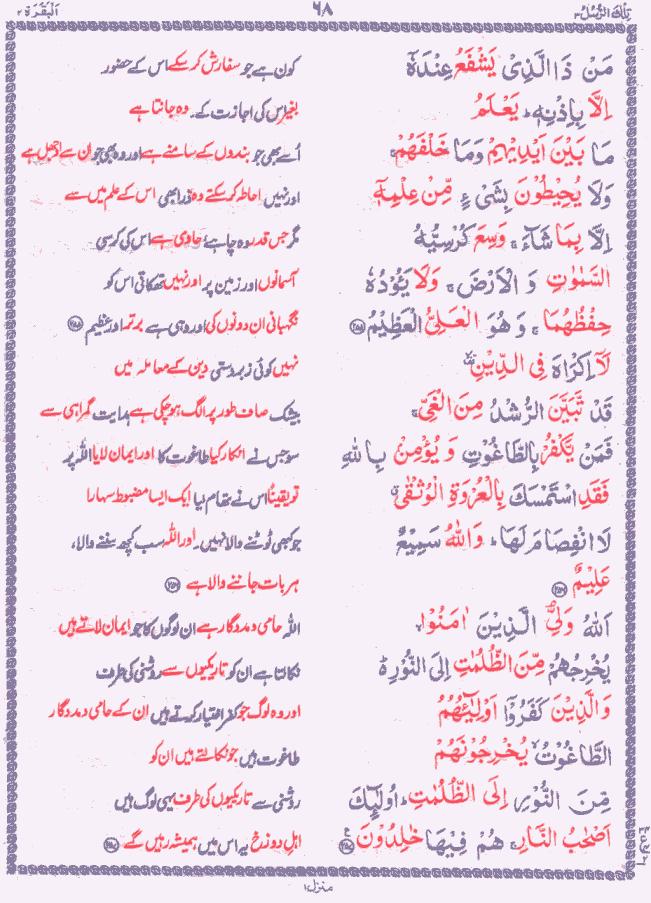 تِلْكَ الرُّسُلُ ۳ ۶۸ اَلْبَقَرَة ۲
مَنْ ذَا الَّذِیْ یَشْفَعُ عِنْدَهٗۤ کون ہے جو سفارش کر سکے اس کے حضور
اِلَّا بِاِذْنِهٖ ؕ یَعْلَمُ بغیر اس کی اجازت کے۔ وہ جانتا ہے
مَا بَیْنَ اَیْدِیْهِمْ وَمَا خَلْفَهُمْ ۚ اُسے بھی جو بندوں کے سامنے ہے اور وہ بھی جو ان سے اوجھل ہے
وَلَا یُحِیْطُوْنَ بِشَیْءٍ مِّنْ عِلْمِهٖۤ اور نہیں احاطہ کر سکتے وہ ذرا بھی اس کے علم میں سے
اِلَّا بِمَا شَآءَ ۚ وَسِعَ كُرْسِیُّهُ مگر جس قدر وہ چاہے، حاوی ہے اس کی کرسی
السَّمٰوٰتِ وَ الْاَرْضَ ۚ وَلَا یَـُٔوْدُهٗ آسمانوں اور زمین پر اور نہیں تھکاتی اس کو
حِفْظُهُمَا ۚ وَ هُوَ الْعَلِیُّ الْعَظِیْمُ ﴿۲۵۵﴾ نگہبانی ان دونوں کی اور وہی ہے برتر اور عظیم ﴿۲۵۵﴾
لَاۤ اِكْرَاهَ فِی الدِّیْنِ ۙ نہیں کوئی زبردستی دین کے معاملہ میں
قَدْ تَّبَیَّنَ الرُّشْدُ مِنَ الْغَیِّ ۚ بیشک صاف طور پر الگ ہو چکی ہے ہدایت گمراہی سے
فَمَنْ یَّكْفُرْ بِالطَّاغُوْتِ وَ یُؤْمِنْۢ بِاللّٰهِ سو جس نے انکار کیا طاغوت کا اور ایمان لایا اللہ پر
فَقَدِ اسْتَمْسَكَ بِالْعُرْوَةِ الْوُثْقٰی ۗ تو یقیناً اس نے تھام لیا ایک ایسا مضبوط سہارا
لَا انْفِصَامَ لَهَا ؕ وَاللّٰهُ سَمِیْعٌ جو کبھی ٹوٹنے والا نہیں۔ اور اللہ سب کچھ سننے والا،
عَلِیْمٌ ﴿۲۵۶﴾ ہر بات جاننے والا ہے ﴿۲۵۶﴾
اَللّٰهُ وَلِیُّ الَّذِیْنَ اٰمَنُوْا ۙ اللہ حامی و مددگار ہے ان لوگوں کا جو ایمان لاتے ہیں
یُخْرِجُهُمْ مِّنَ الظُّلُمٰتِ اِلَی النُّوْرِ ؕ نکالتا ہے ان کو تاریکیوں سے روشنی کی طرف
وَالَّذِیْنَ كَفَرُوْۤا اَوْلِیٰٓـُٔهُمُ اور وہ لوگ جو کفر اختیار کرتے ہیں ان کے حامی و مددگار
الطَّاغُوْتُ ۙ یُخْرِجُوْنَهُمْ طاغوت ہیں جو نکالتے ہیں ان کو
مِّنَ النُّوْرِ اِلَی الظُّلُمٰتِ ؕ اُولٰٓئِكَ روشنی سے تاریکیوں کی طرف یہی لوگ ہیں
اَصْحٰبُ النَّارِ ۚ هُمْ فِیْهَا خٰلِدُوْنَ ﴿۲۵۷﴾ اہل دوزخ یہ اس میں ہمیشہ رہیں گے ﴿۲۵۷﴾
منزل ۱